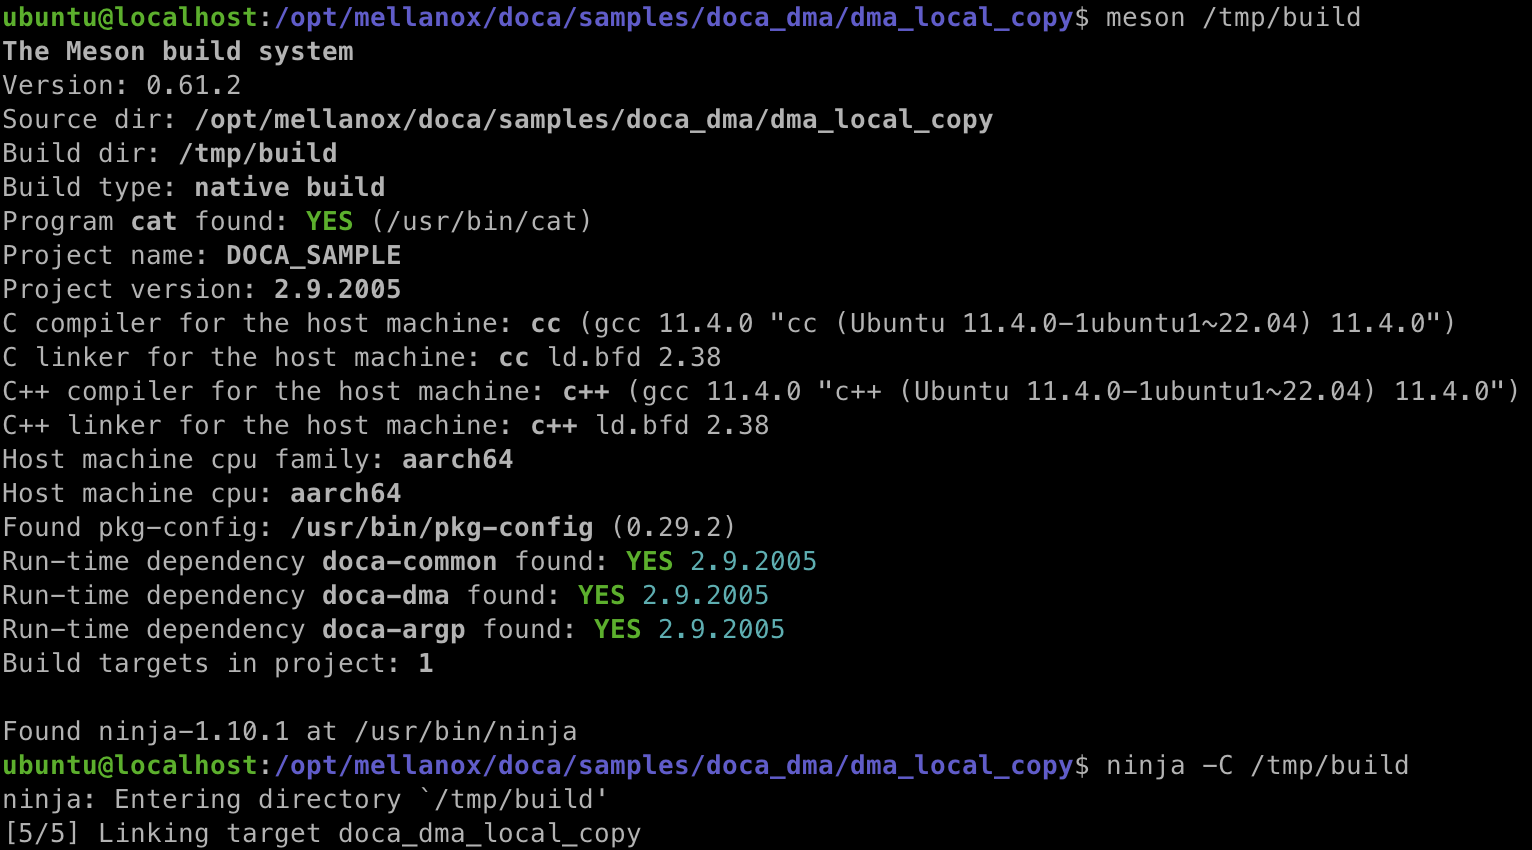 ubuntu@localhost:/opt/mellanox/doca/samples/doca_dma/dma_local_copy$ meson /tmp/build
The Meson build system
Version: 0.61.2
Source dir: /opt/mellanox/doca/samples/doca_dma/dma_local_copy
Build dir: /tmp/build
Build type: native build
Program cat found: YES (/usr/bin/cat)
Project name: DOCA_SAMPLE
Project version: 2.9.2005
C compiler for the host machine: cc (gcc 11.4.0 "cc (Ubuntu 11.4.0-1ubuntu1~22.04) 11.4.0")
C linker for the host machine: cc ld.bfd 2.38
C++ compiler for the host machine: c++ (gcc 11.4.0 "c++ (Ubuntu 11.4.0-1ubuntu1~22.04) 11.4.0")
C++ linker for the host machine: c++ ld.bfd 2.38
Host machine cpu family: aarch64
Host machine cpu: aarch64
Found pkg-config: /usr/bin/pkg-config (0.29.2)
Run-time dependency doca-common found: YES 2.9.2005
Run-time dependency doca-dma found: YES 2.9.2005
Run-time dependency doca-argp found: YES 2.9.2005
Build targets in project: 1
Found ninja-1.10.1 at /usr/bin/ninja
ubuntu@localhost:/opt/mellanox/doca/samples/doca_dma/dma_local_copy$ ninja -C /tmp/build
ninja: Entering directory `/tmp/build'
[5/5] Linking target doca_dma_local_copy